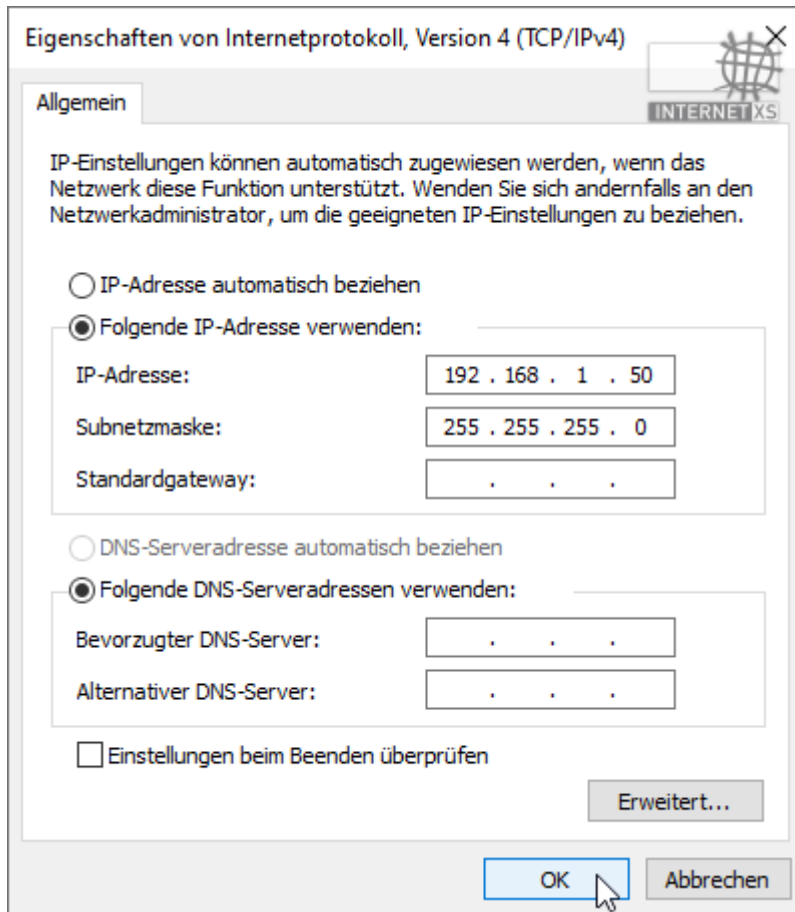 Eigenschaften von Internetprotokoll, Version 4 (TCP/IPv4)
INTERNET XS
Allgemein
IP-Einstellungen können automatisch zugewiesen werden, wenn das
Netzwerk diese Funktion unterstützt. Wenden Sie sich andernfalls an den
Netzwerkadministrator, um die geeigneten IP-Einstellungen zu beziehen.
IP-Adresse automatisch beziehen
Folgende IP-Adresse verwenden:
IP-Adresse: 192 . 168 . 1 . 50
Subnetzmaske: 255 . 255 . 255 . 0
Standardgateway: . . .
DNS-Serveradresse automatisch beziehen
Folgende DNS-Serveradressen verwenden:
Bevorzugter DNS-Server: . . .
Alternativer DNS-Server: . . .
Einstellungen beim Beenden überprüfen
Erweitert...
OK Abbrechen